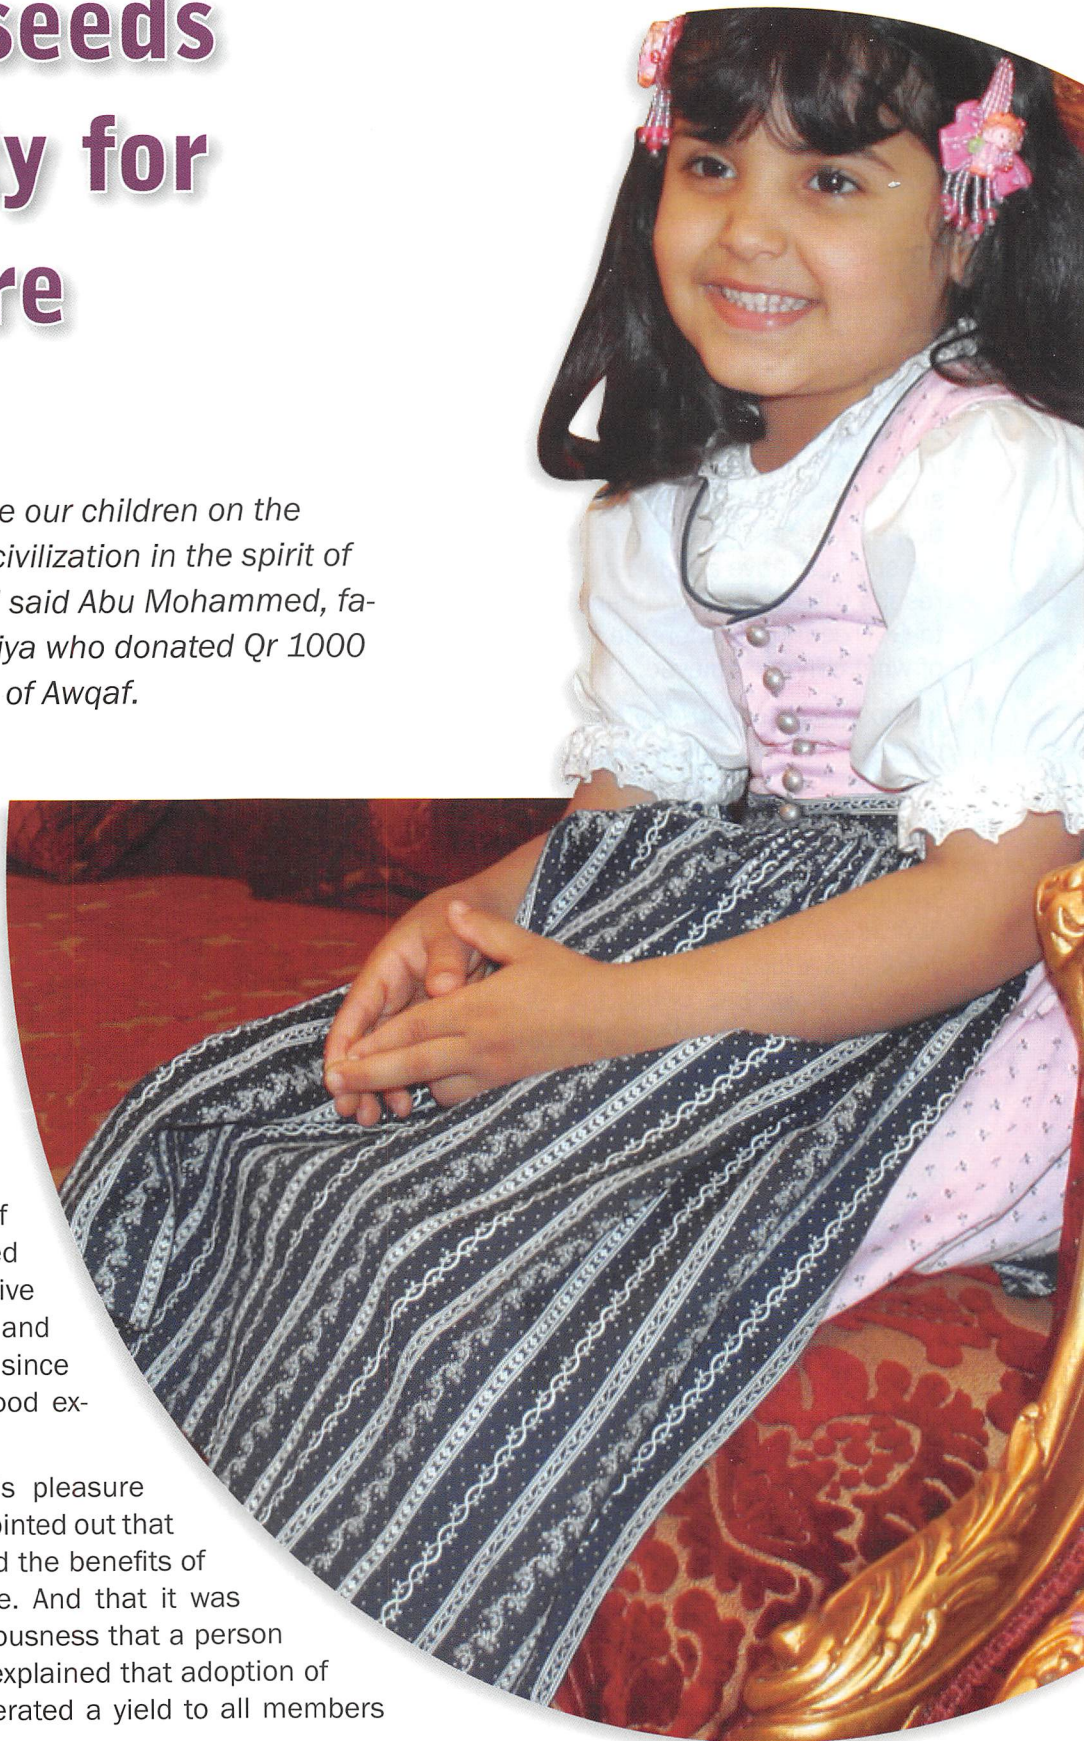 seeds
y for
re
e our children on the
civilization in the spirit of
said Abu Mohammed, fa-
iya who donated Qr 1000
of Awqaf.
f
ed
ive
and
since
ood ex-
s pleasure
ointed out that
d the benefits of
e. And that it was
ousness that a person
explained that adoption of
erated a yield to all members